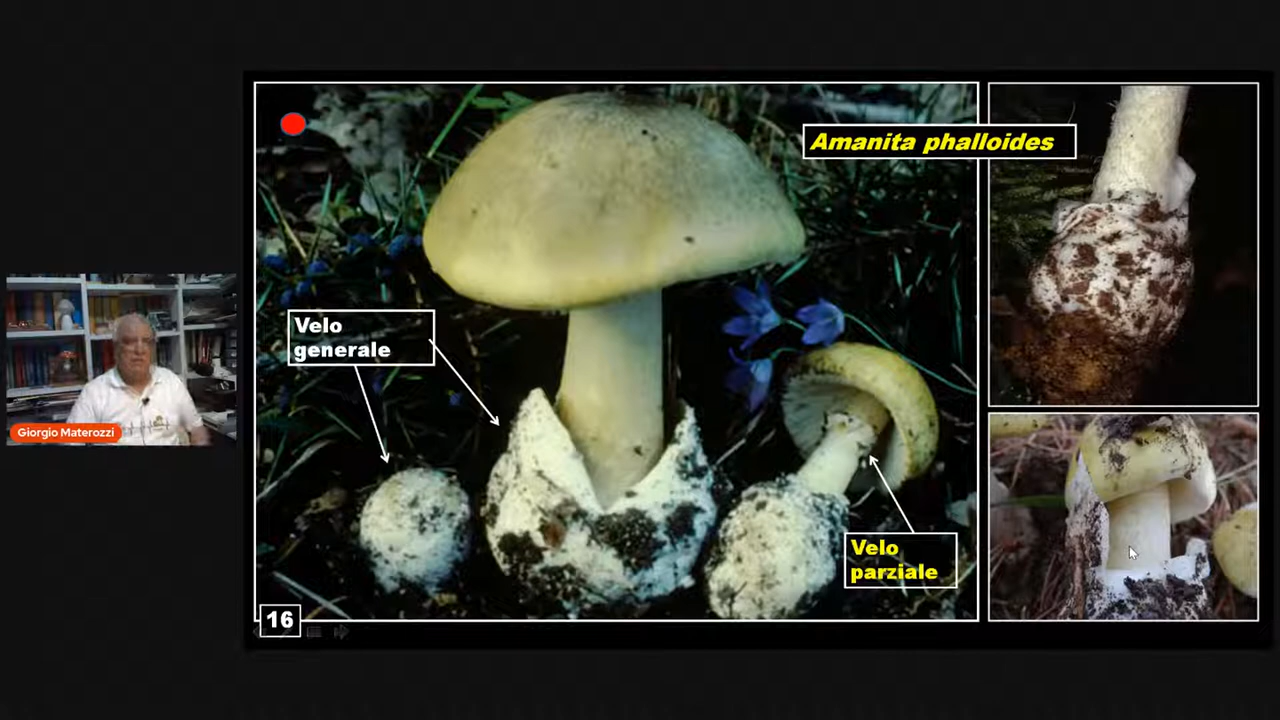 Amanita phalloides
Velo
generale
Velo
parziale
Giorgio Materozzi
16